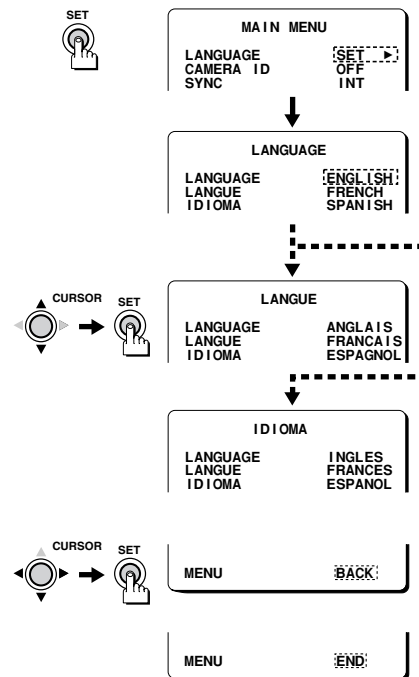 SET
MAIN MENU
LANGUAGE SET ►
CAMERA ID OFF
SYNC INT
LANGUAGE
LANGUAGE ENGLISH
LANGUE FRENCH
IDIOMA SPANISH
CURSOR SET
LANGUE
LANGUAGE ANGLAIS
LANGUE FRANCAIS
IDIOMA ESPAGNOL
IDIOMA
LANGUAGE INGLES
LANGUE FRANCES
IDIOMA ESPANOL
CURSOR SET
MENU BACK
MENU END